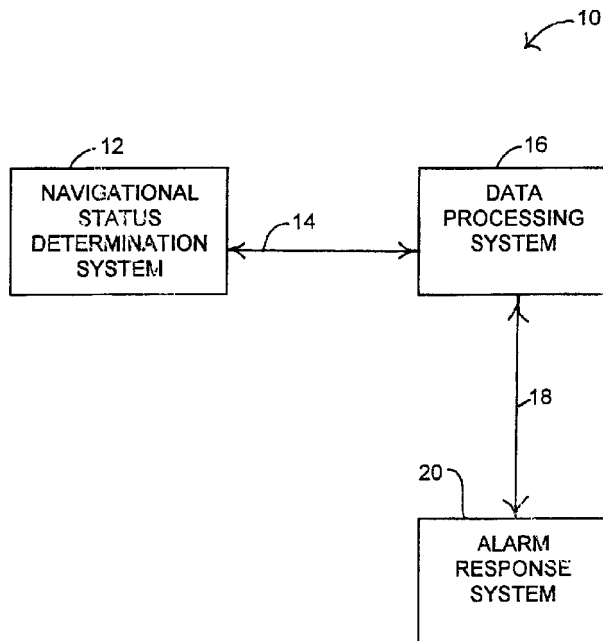 10
12
NAVIGATIONAL
STATUS
DETERMINATION
SYSTEM
14
16
DATA
PROCESSING
SYSTEM
18
20
ALARM
RESPONSE
SYSTEM